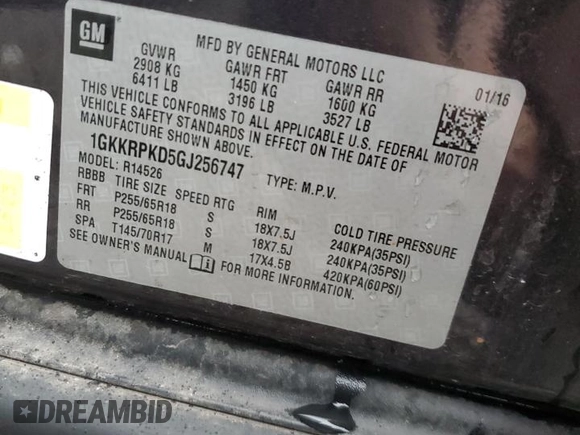 GM
MFD BY GENERAL MOTORS LLC
01/16
GVWR GAWR FRT GAWR RR
2908 KG 1450 KG 1600 KG
6411 LB 3196 LB 3527 LB
THIS VEHICLE CONFORMS TO ALL APPLICABLE U.S. FEDERAL MOTOR
VEHICLE SAFETY STANDARDS IN EFFECT ON THE DATE OF
MANUFACTURE SHOWN ABOVE.
1GKKRPKD5GJ256747 TYPE: M.P.V.
MODEL: R14526
RBBB TIRE SIZE SPEED RTG RIM COLD TIRE PRESSURE
FRT P255/65R18 S 18X7.5J 240KPA(35PSI)
RR P255/65R18 S 18X7.5J 240KPA(35PSI)
SPA T145/70R17 M 17X4.5B 420KPA(60PSI)
SEE OWNER'S MANUAL FOR MORE INFORMATION.
DREAMBID